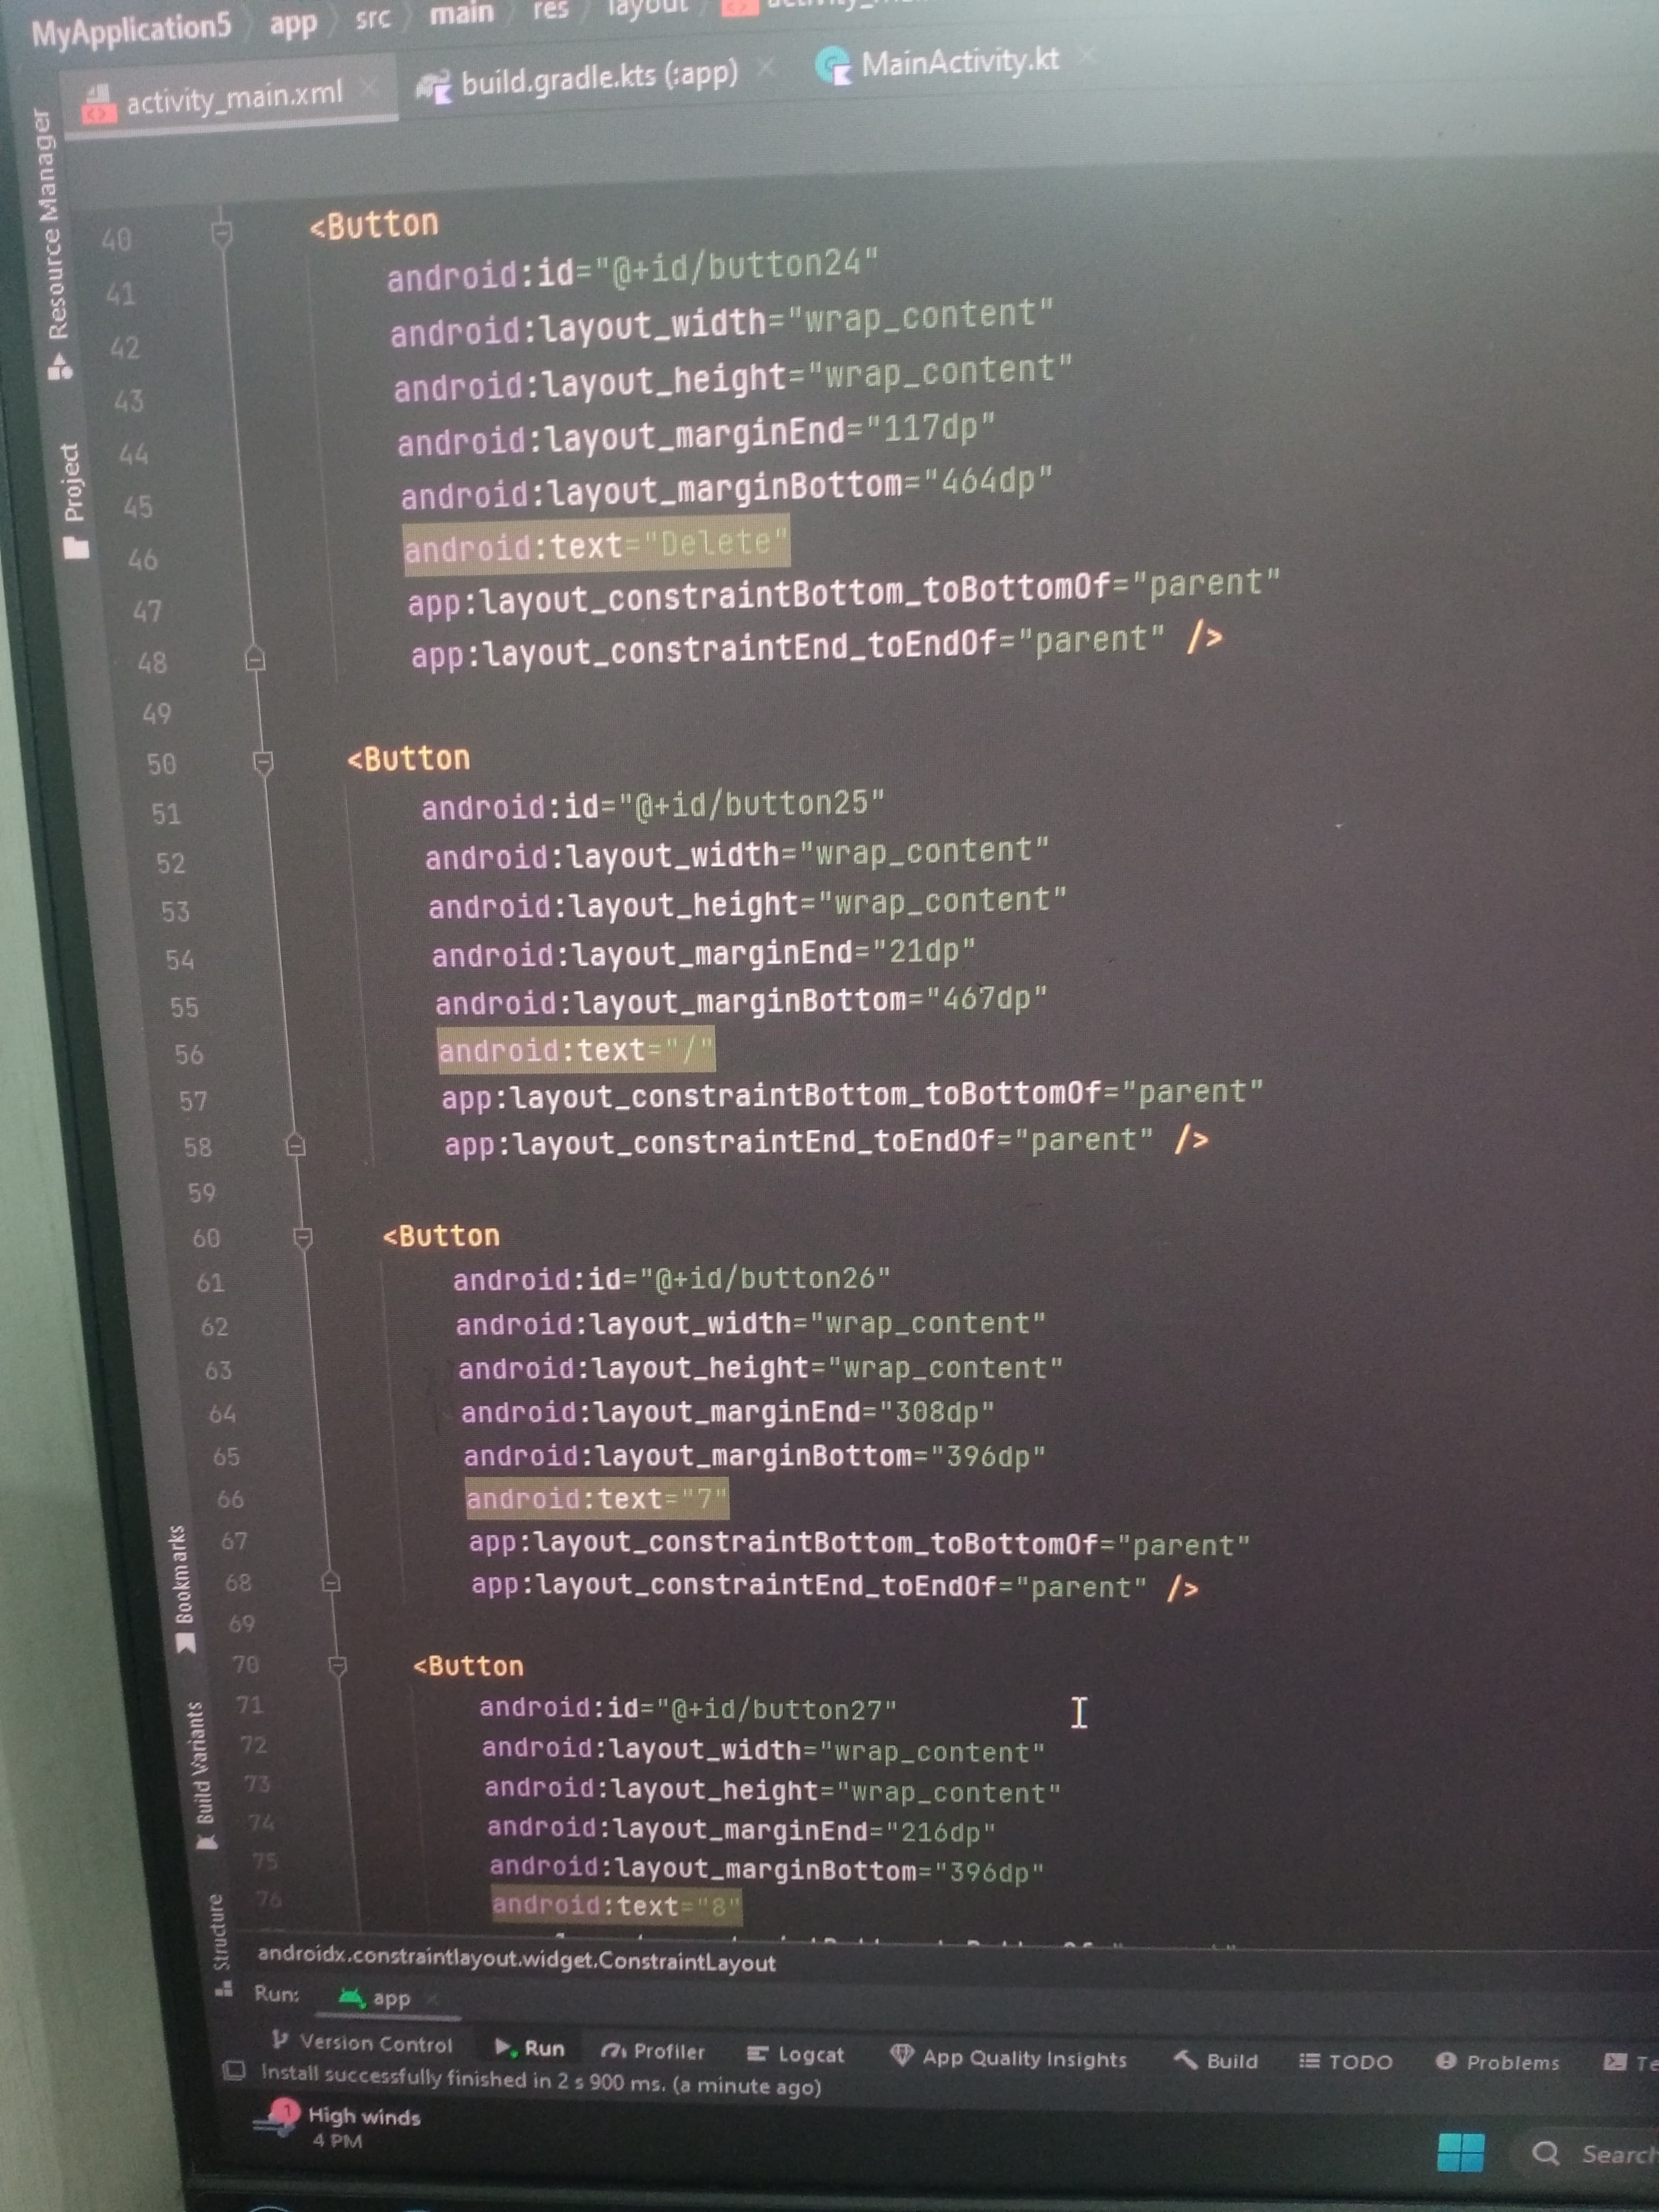 MyApplication5 app src main res layout
activity_main.xml build.gradle.kts (:app) MainActivity.kt
Resource Manager
Project
Bookmarks
Build Variants
Structure
40 <Button
41 android:id="@+id/button24"
42 android:layout_width="wrap_content"
43 android:layout_height="wrap_content"
44 android:layout_marginEnd="117dp"
45 android:layout_marginBottom="464dp"
46 android:text="Delete"
47 app:layout_constraintBottom_toBottomOf="parent"
48 app:layout_constraintEnd_toEndOf="parent" />
49
50 <Button
51 android:id="@+id/button25"
52 android:layout_width="wrap_content"
53 android:layout_height="wrap_content"
54 android:layout_marginEnd="21dp"
55 android:layout_marginBottom="467dp"
56 android:text="/"
57 app:layout_constraintBottom_toBottomOf="parent"
58 app:layout_constraintEnd_toEndOf="parent" />
59
60 <Button
61 android:id="@+id/button26"
62 android:layout_width="wrap_content"
63 android:layout_height="wrap_content"
64 android:layout_marginEnd="308dp"
65 android:layout_marginBottom="396dp"
66 android:text="7"
67 app:layout_constraintBottom_toBottomOf="parent"
68 app:layout_constraintEnd_toEndOf="parent" />
69
70 <Button
71 android:id="@+id/button27"
72 android:layout_width="wrap_content"
73 android:layout_height="wrap_content"
74 android:layout_marginEnd="216dp"
75 android:layout_marginBottom="396dp"
76 android:text="8"
androidx.constraintlayout.widget.ConstraintLayout
Run: app
Version Control Run Profiler Logcat App Quality Insights Build TODO Problems Te
Install successfully finished in 2 s 900 ms. (a minute ago)
1 High winds
4 PM
Search